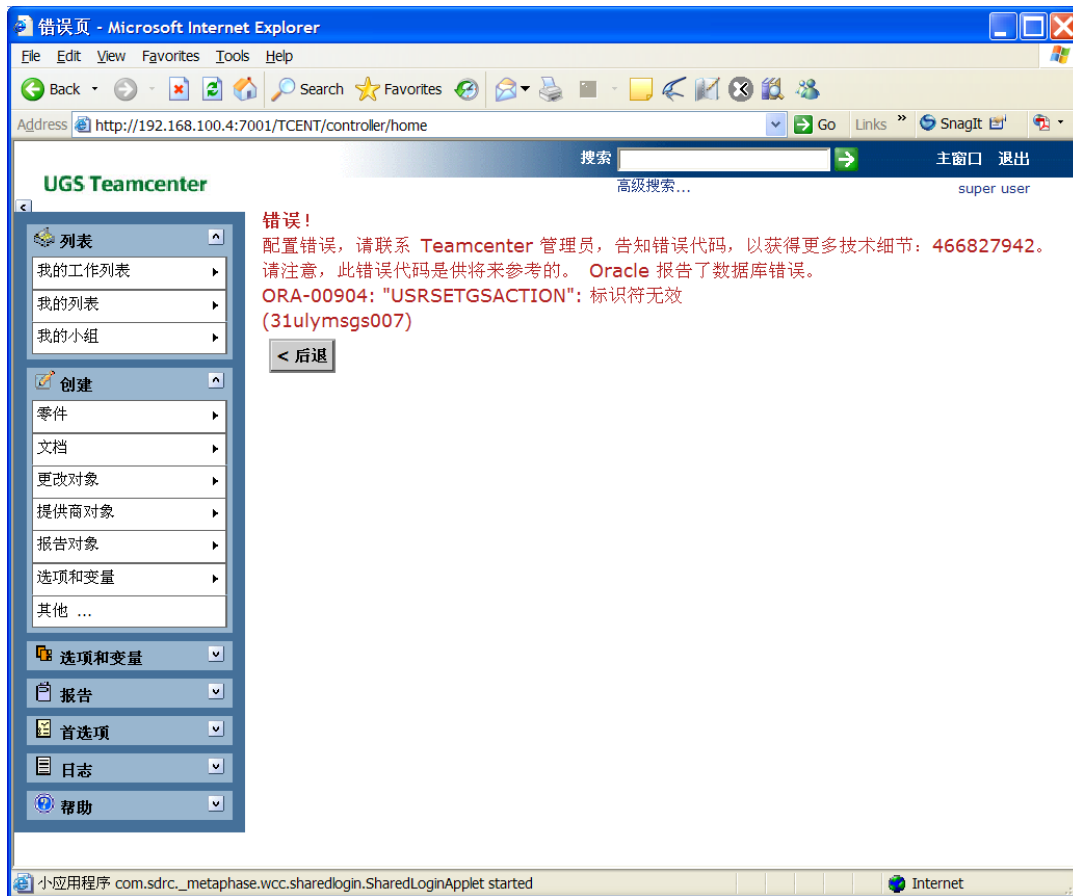 错误页 - Microsoft Internet Explorer
File Edit View Favorites Tools Help
Back Search Favorites
Address http://192.168.100.4:7001/TCENT/controller/home Go Links » SnagIt
搜索 主窗口 退出
UGS Teamcenter 高级搜索... super user
<
错误!
配置错误，请联系 Teamcenter 管理员，告知错误代码，以获得更多技术细节：466827942。
请注意，此错误代码是供将来参考的。 Oracle 报告了数据库错误。
ORA-00904: "USRSETGSACTION": 标识符无效
(31ulymsgs007)
< 后退
列表
我的工作列表
我的列表
我的小组
创建
零件
文档
更改对象
提供商对象
报告对象
选项和变量
其他 ...
选项和变量
报告
首选项
日志
帮助
小应用程序 com.sdrc._metaphase.wcc.sharedlogin.SharedLoginApplet started Internet